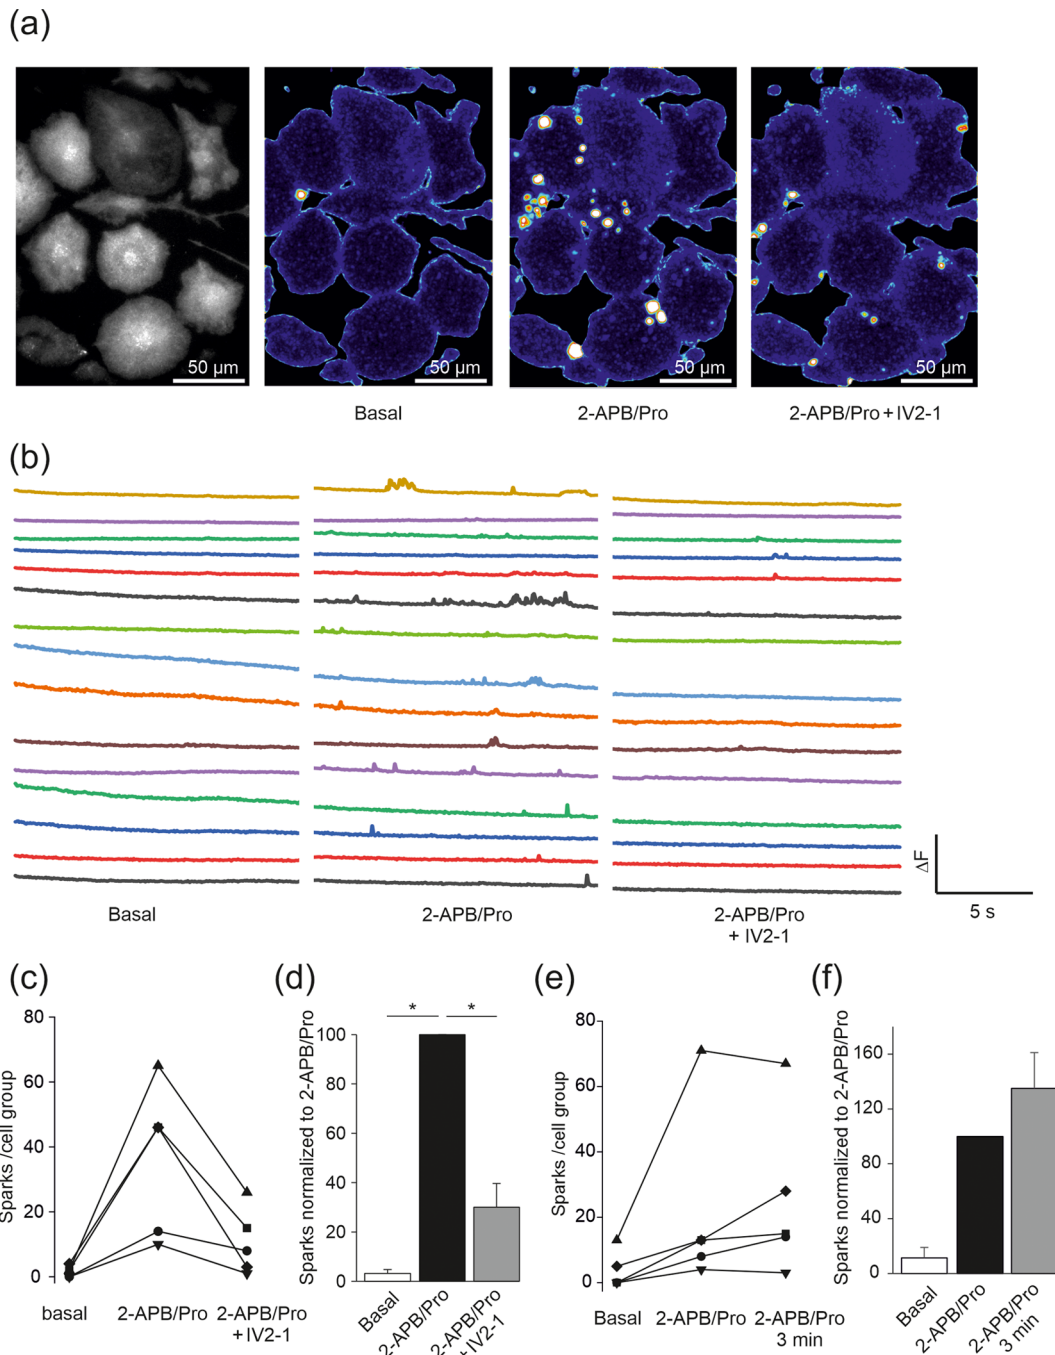 (a)
50 µm
50 µm
50 µm
50 µm
Basal
2-APB/Pro
2-APB/Pro + IV2-1
(b)
ΔF
5 s
Basal
2-APB/Pro
2-APB/Pro
+ IV2-1
(c)
80
60
40
20
0
Sparks /cell group
basal
2-APB/Pro
2-APB/Pro
+ IV2-1
(d)
*
*
100
80
60
40
20
0
Sparks normalized to 2-APB/Pro
Basal
2-APB/Pro
2-APB/Pro
+ IV2-1
(e)
80
60
40
20
0
Sparks /cell group
Basal
2-APB/Pro
2-APB/Pro
3 min
(f)
160
120
80
40
0
Sparks normalized to 2-APB/Pro
Basal
2-APB/Pro
2-APB/Pro
3 min